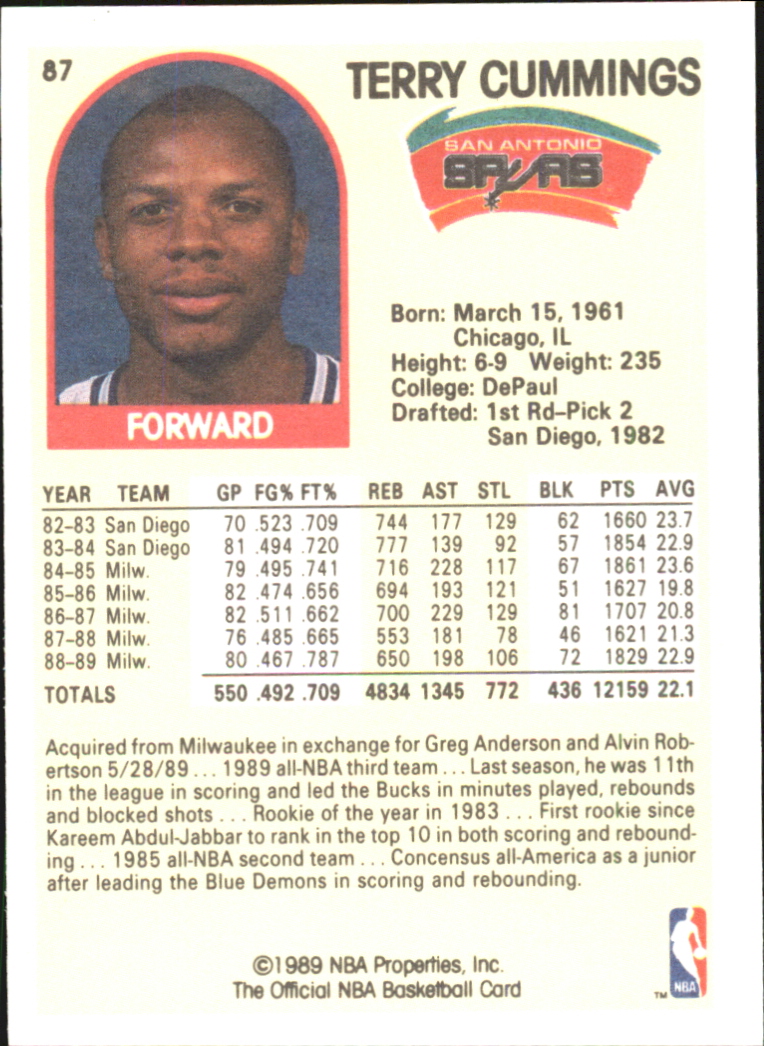 87
TERRY CUMMINGS
SAN ANTONIO
SPURS
Born: March 15, 1961
Chicago, IL
Height: 6-9 Weight: 235
College: DePaul
Drafted: 1st Rd–Pick 2
San Diego, 1982
FORWARD
YEAR TEAM GP FG% FT% REB AST STL BLK PTS AVG
82–83 San Diego 70 .523 .709 744 177 129 62 1660 23.7
83–84 San Diego 81 .494 .720 777 139 92 57 1854 22.9
84–85 Milw. 79 .495 .741 716 228 117 67 1861 23.6
85–86 Milw. 82 .474 .656 694 193 121 51 1627 19.8
86–87 Milw. 82 .511 .662 700 229 129 81 1707 20.8
87–88 Milw. 76 .485 .665 553 181 78 46 1621 21.3
88–89 Milw. 80 .467 .787 650 198 106 72 1829 22.9
TOTALS 550 .492 .709 4834 1345 772 436 12159 22.1
Acquired from Milwaukee in exchange for Greg Anderson and Alvin Rob-
ertson 5/28/89 . . . 1989 all-NBA third team . . . Last season, he was 11th
in the league in scoring and led the Bucks in minutes played, rebounds
and blocked shots . . . Rookie of the year in 1983 . . . First rookie since
Kareem Abdul-Jabbar to rank in the top 10 in both scoring and rebound-
ing . . . 1985 all-NBA second team . . . Concensus all-America as a junior
after leading the Blue Demons in scoring and rebounding.
©1989 NBA Properties, Inc.
The Official NBA Basketball Card
NBA
TM